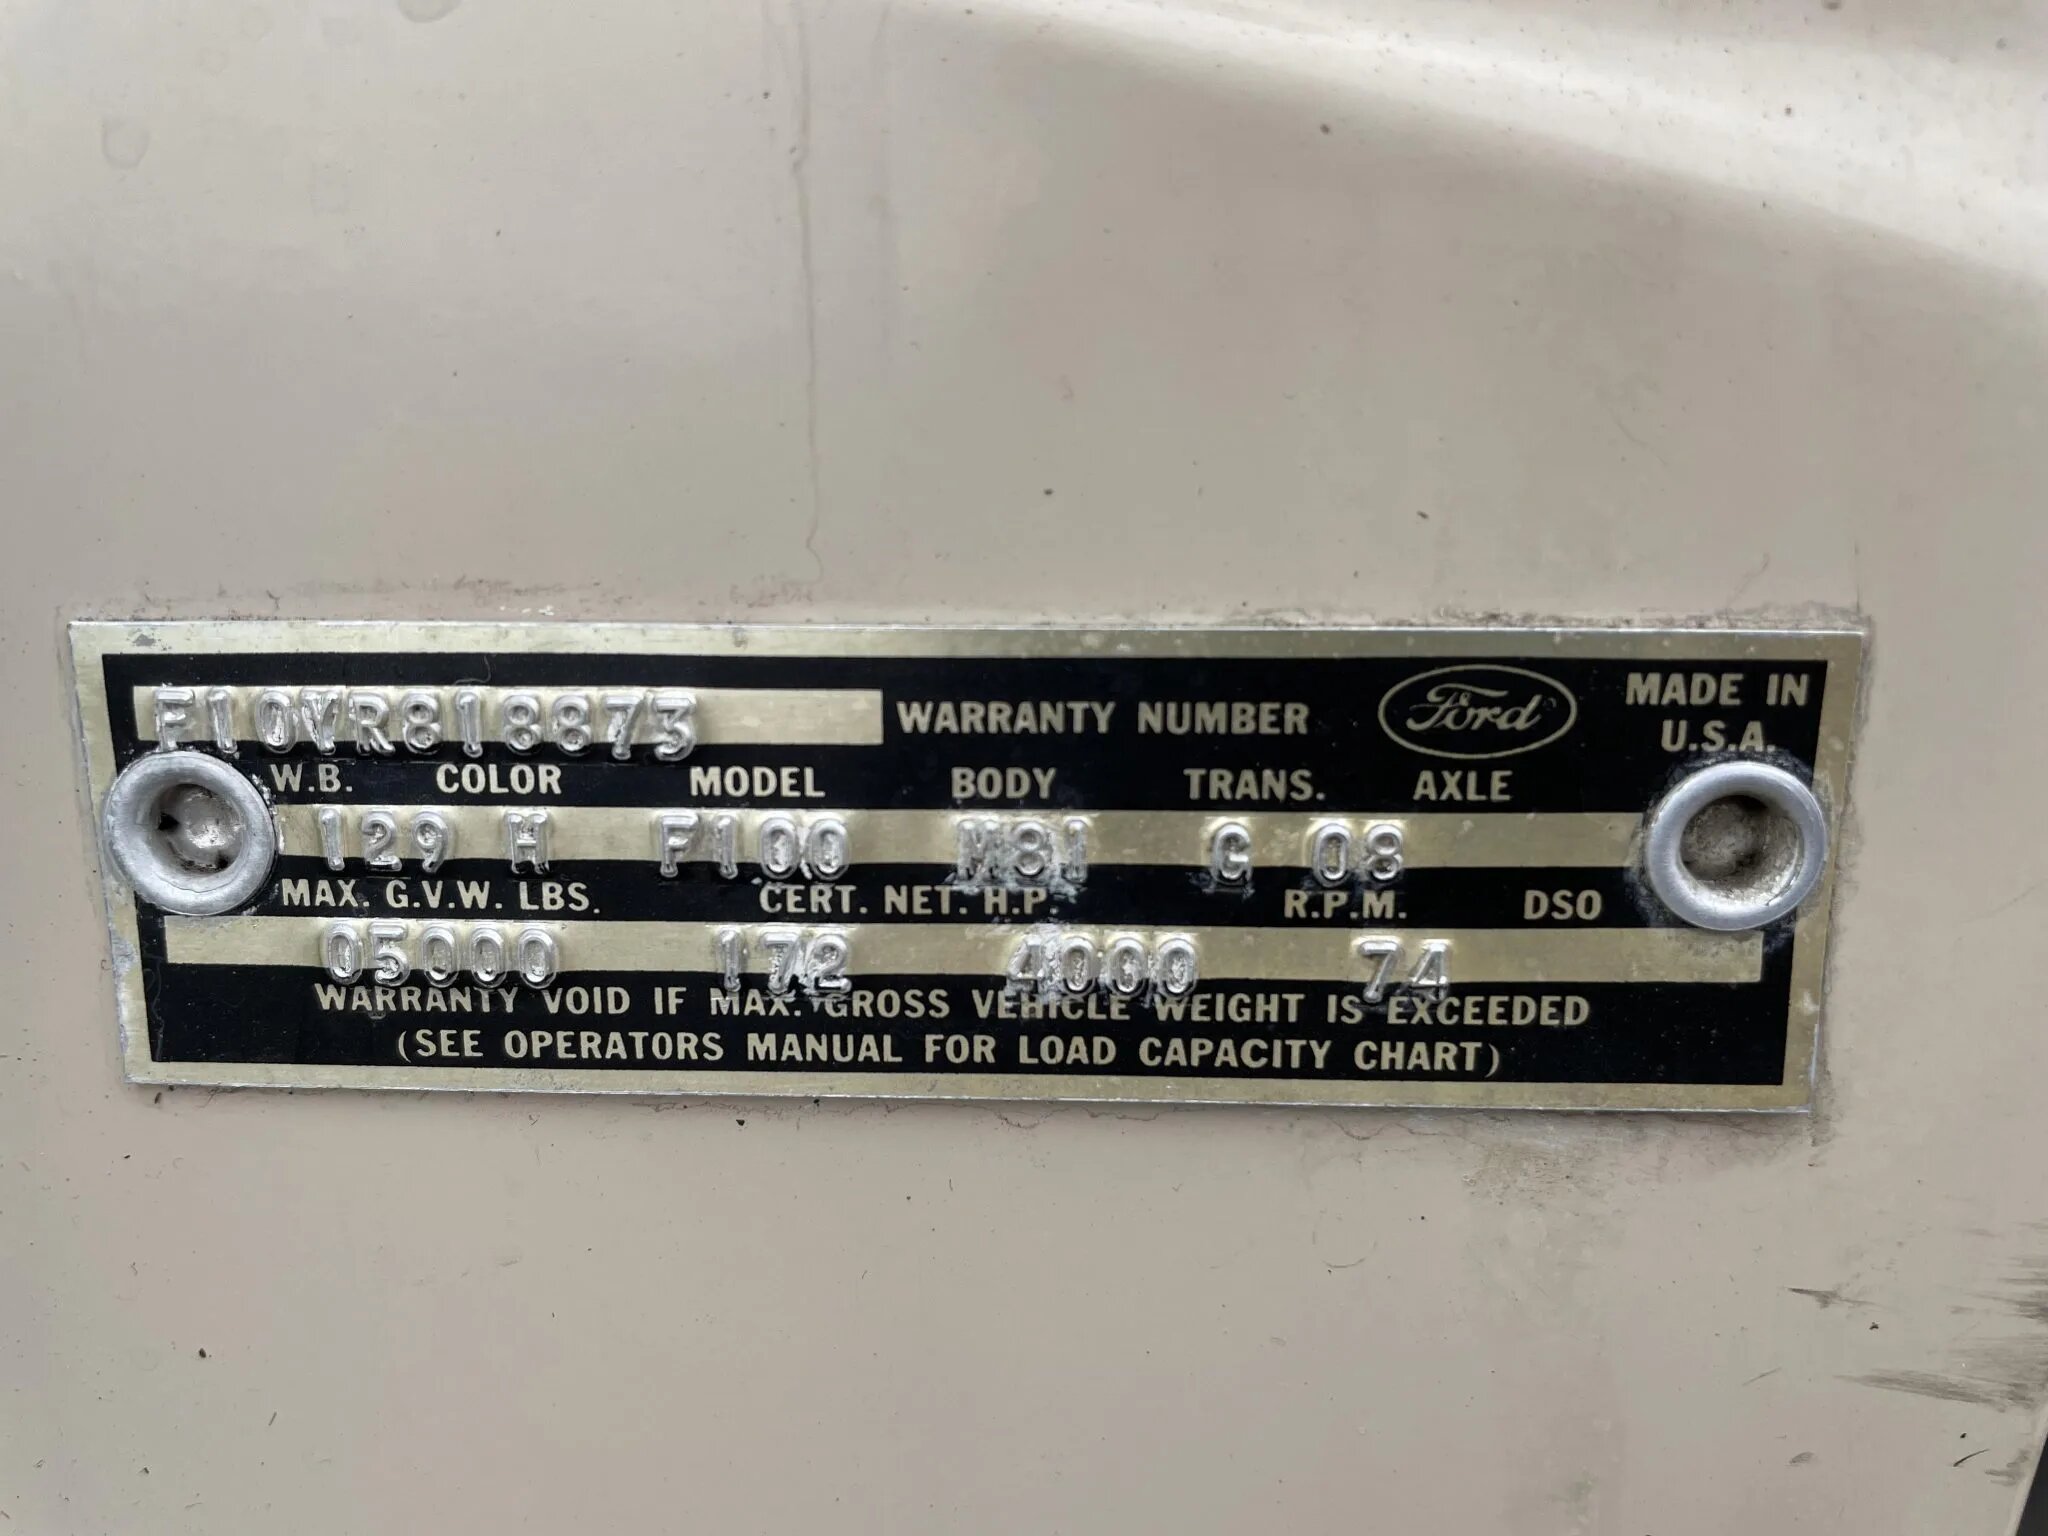 F10YR818873 WARRANTY NUMBER Ford MADE IN U.S.A.
W.B. COLOR MODEL BODY TRANS. AXLE
129 H F100 M81 G 08
MAX. G.V.W. LBS. CERT. NET. H.P. R.P.M. DSO
05000 172 4000 74
WARRANTY VOID IF MAX. GROSS VEHICLE WEIGHT IS EXCEEDED
(SEE OPERATORS MANUAL FOR LOAD CAPACITY CHART)